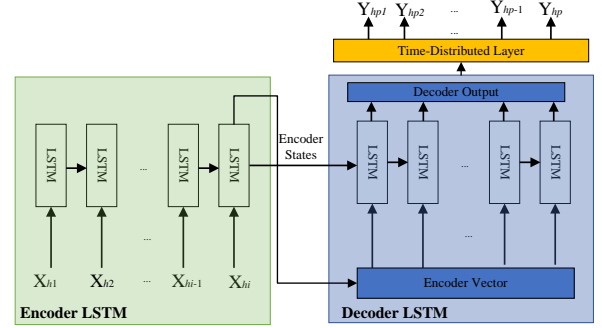 Yhp1 Yhp2 ... Yhp-1 Yhp
Time-Distributed Layer
Decoder Output
LSTM LSTM ... LSTM LSTM
Encoder
States
LSTM LSTM ... LSTM LSTM
... ...
Xh1 Xh2 ... Xhi-1 Xhi
Encoder Vector
Encoder LSTM
Decoder LSTM